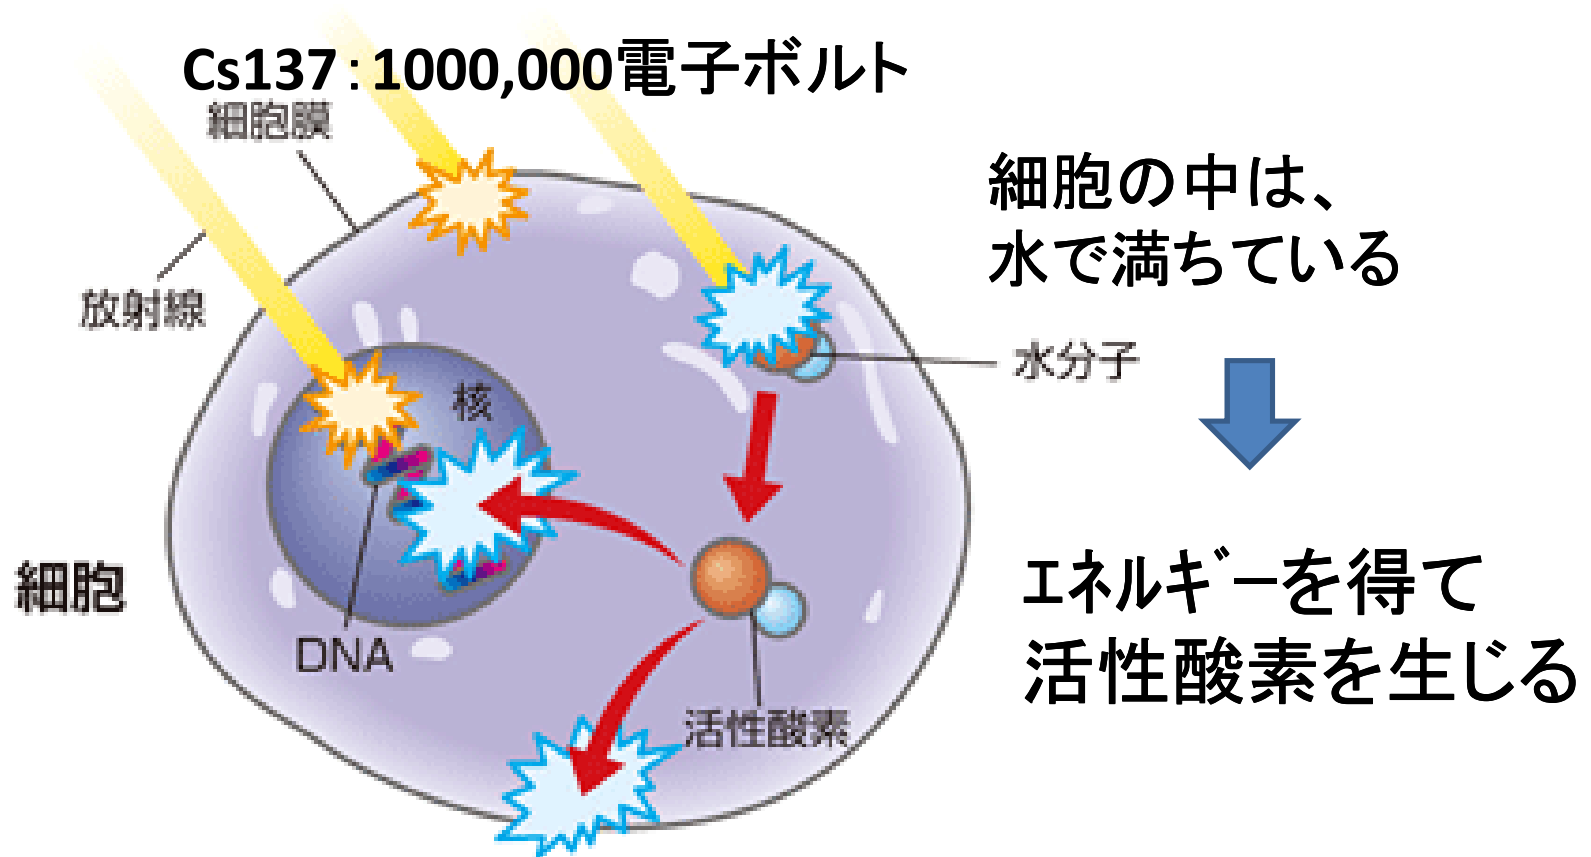 Cs137：1000,000電子ボルト
細胞膜
放射線
細胞の中は、
水で満ちている
水分子
核
細胞
DNA
活性酸素
エネルギーを得て
活性酸素を生じる